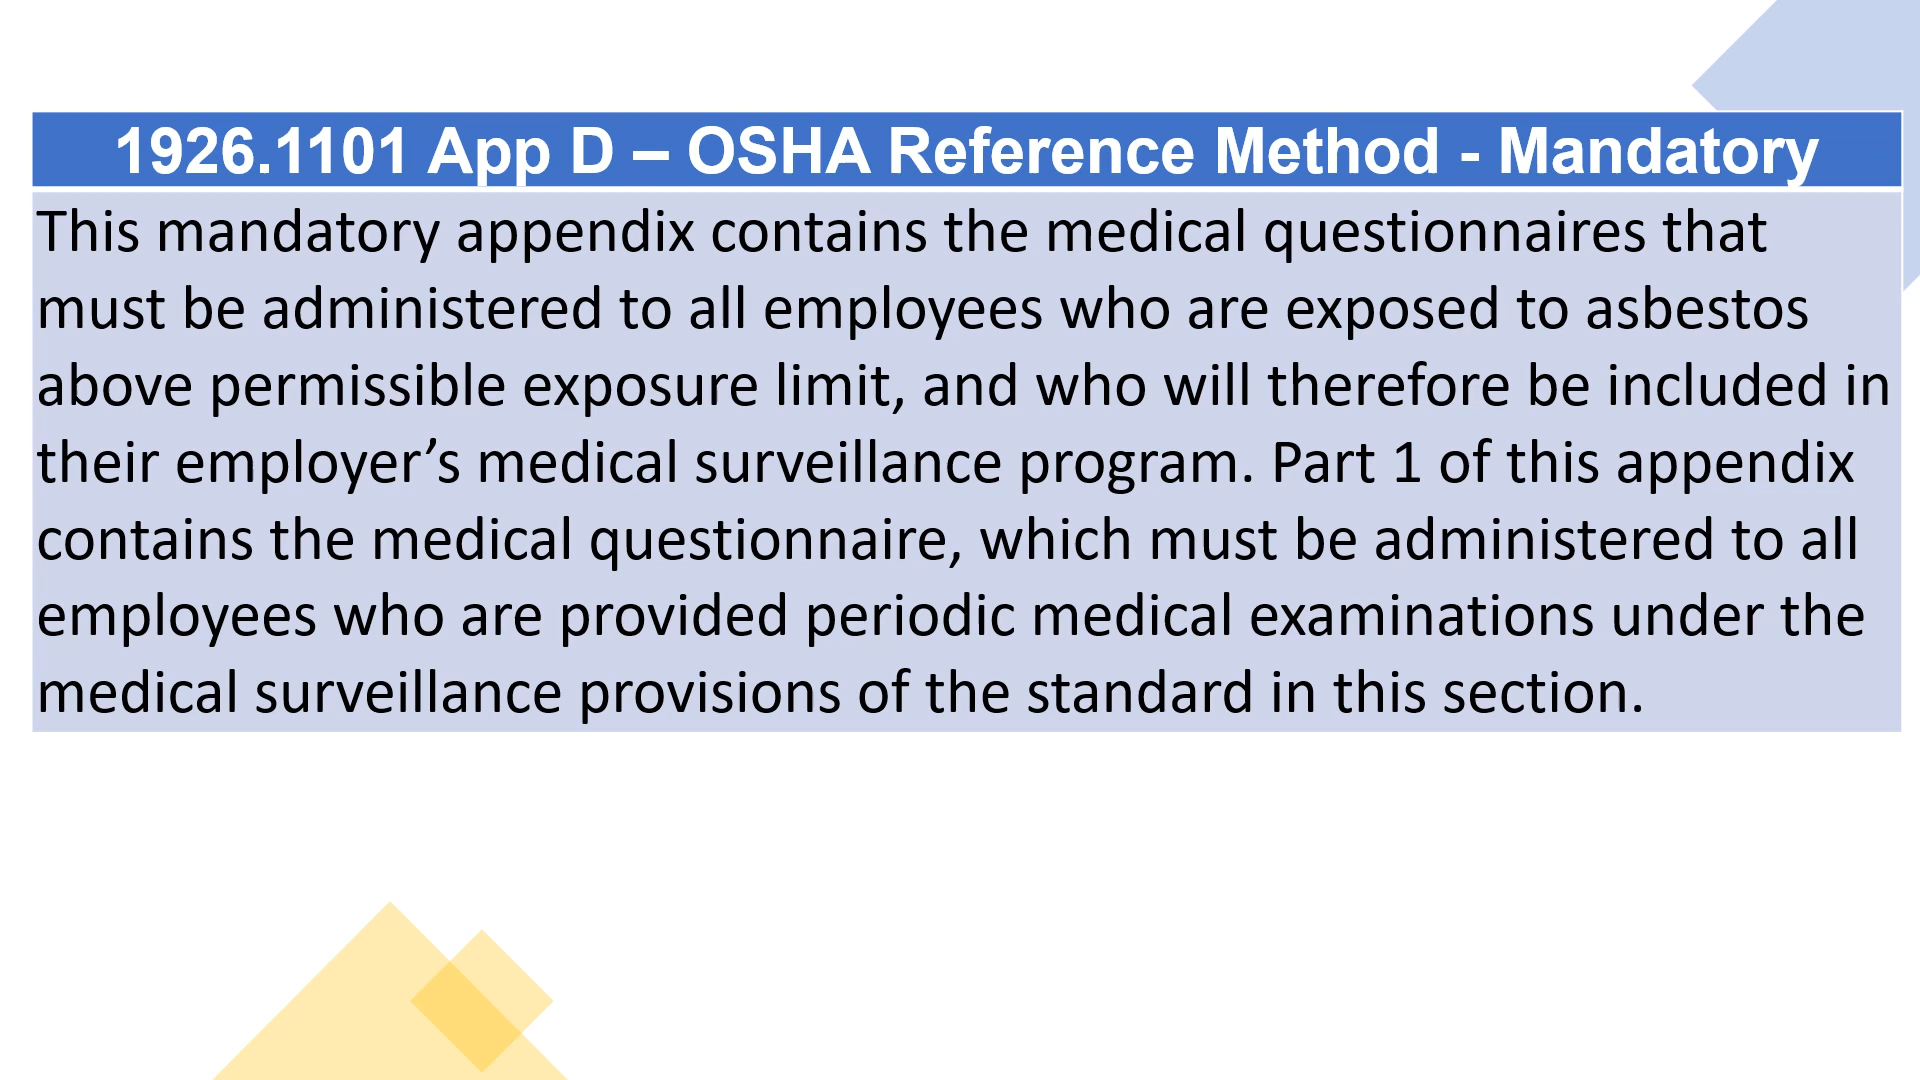 1926.1101 App D – OSHA Reference Method - Mandatory
This mandatory appendix contains the medical questionnaires that
must be administered to all employees who are exposed to asbestos
above permissible exposure limit, and who will therefore be included in
their employer’s medical surveillance program. Part 1 of this appendix
contains the medical questionnaire, which must be administered to all
employees who are provided periodic medical examinations under the
medical surveillance provisions of the standard in this section.